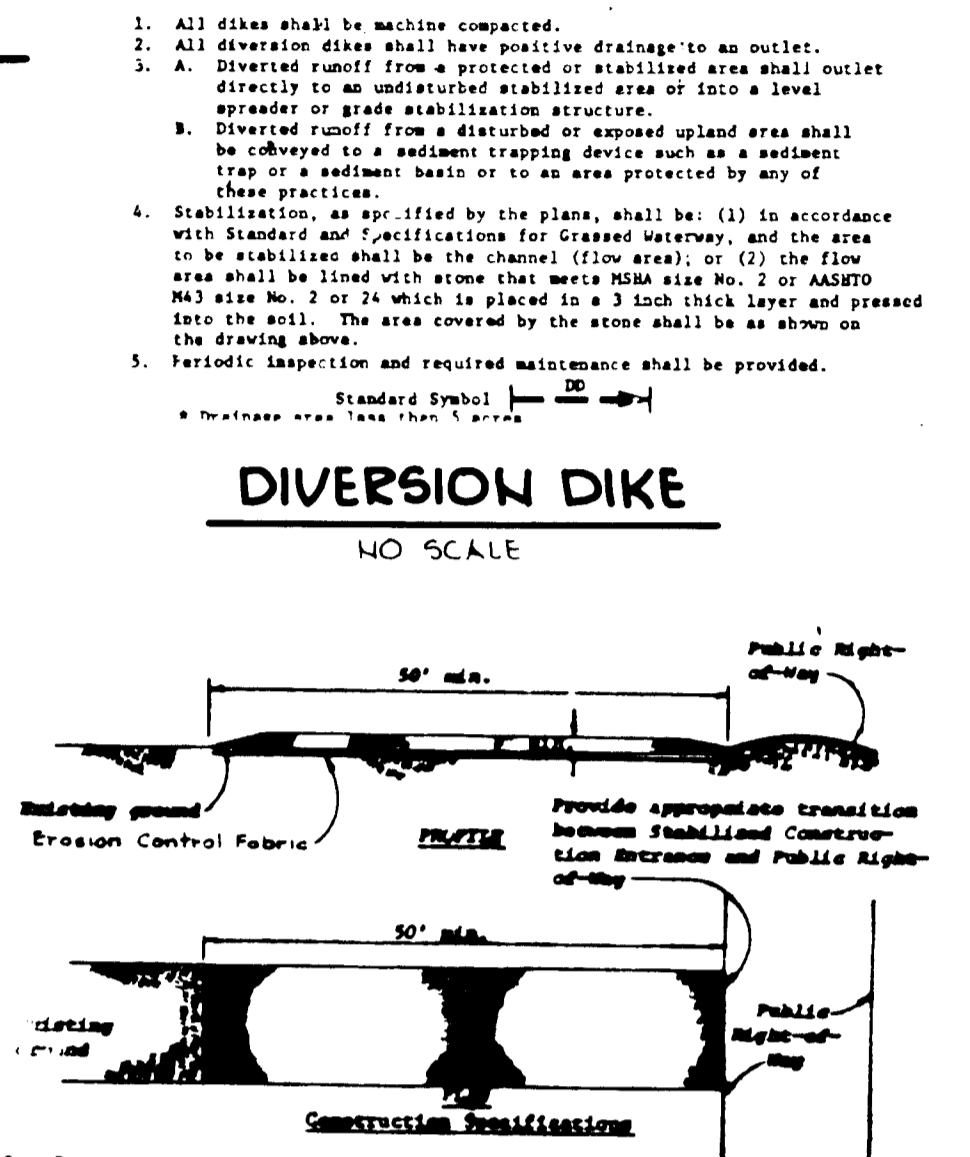 1. All dikes shall be machine compacted.
2. All diversion dikes shall have positive drainage to an outlet.
3. A. Diverted runoff from a protected or stabilized area shall outlet
directly to an undisturbed stabilized area or into a level
spreader or grade stabilization structure.
B. Diverted runoff from a disturbed or exposed upland area shall
be conveyed to a sediment trapping device such as a sediment
trap or a sediment basin or to an area protected by any of
these practices.
4. Stabilization, as specified by the plans, shall be: (1) in accordance
with Standard and Specifications for Grassed Waterway, and the area
to be stabilized shall be the channel (flow area); or (2) the flow
area shall be lined with stone that meets MSHA size No. 2 or AASHTO
M43 size No. 2 or 24 which is placed in a 3 inch thick layer and pressed
into the soil. The area covered by the stone shall be as shown on
the drawing above.
5. Periodic inspection and required maintenance shall be provided.
Standard Symbol DD
* Drainage area less than 5 acres
DIVERSION DIKE
NO SCALE
Public Right-
of-Way
50' min.
Existing ground
Erosion Control Fabric
PROFILE
Provide appropriate transition
between Stabilized Construc-
tion Entrance and Public Right-
of-Way
50' min.
Existing
Public
Right-of-
Way
Construction Specifications